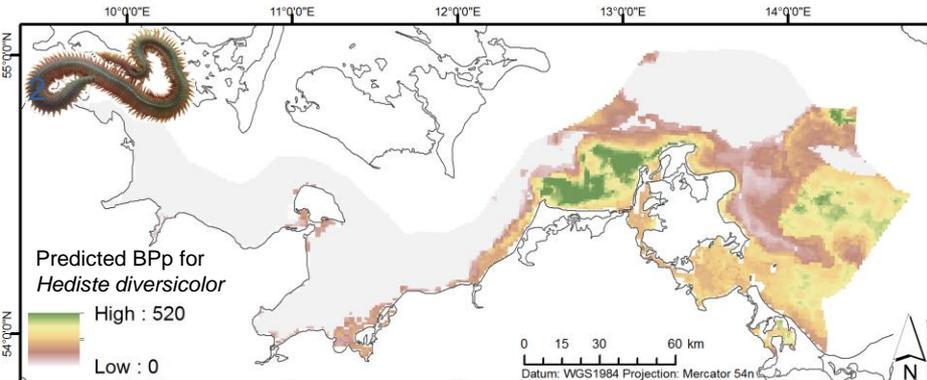 10°0'0"E 11°0'0"E 12°0'0"E 13°0'0"E 14°0'0"E
55°0'0"N
2
Predicted BPp for
Hediste diversicolor
High : 520
Low : 0
54°0'0"N
0 15 30 60 km
Datum: WGS1984 Projection: Mercator 54n
N